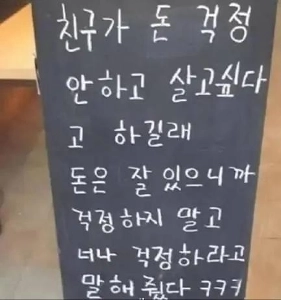 친구가 돈 걱정
안 하고 살고싶다
고 하길래
돈은 잘 있으니까
걱정하지 말고
너나 걱정하라고
말해줬다 ㅋㅋㅋ